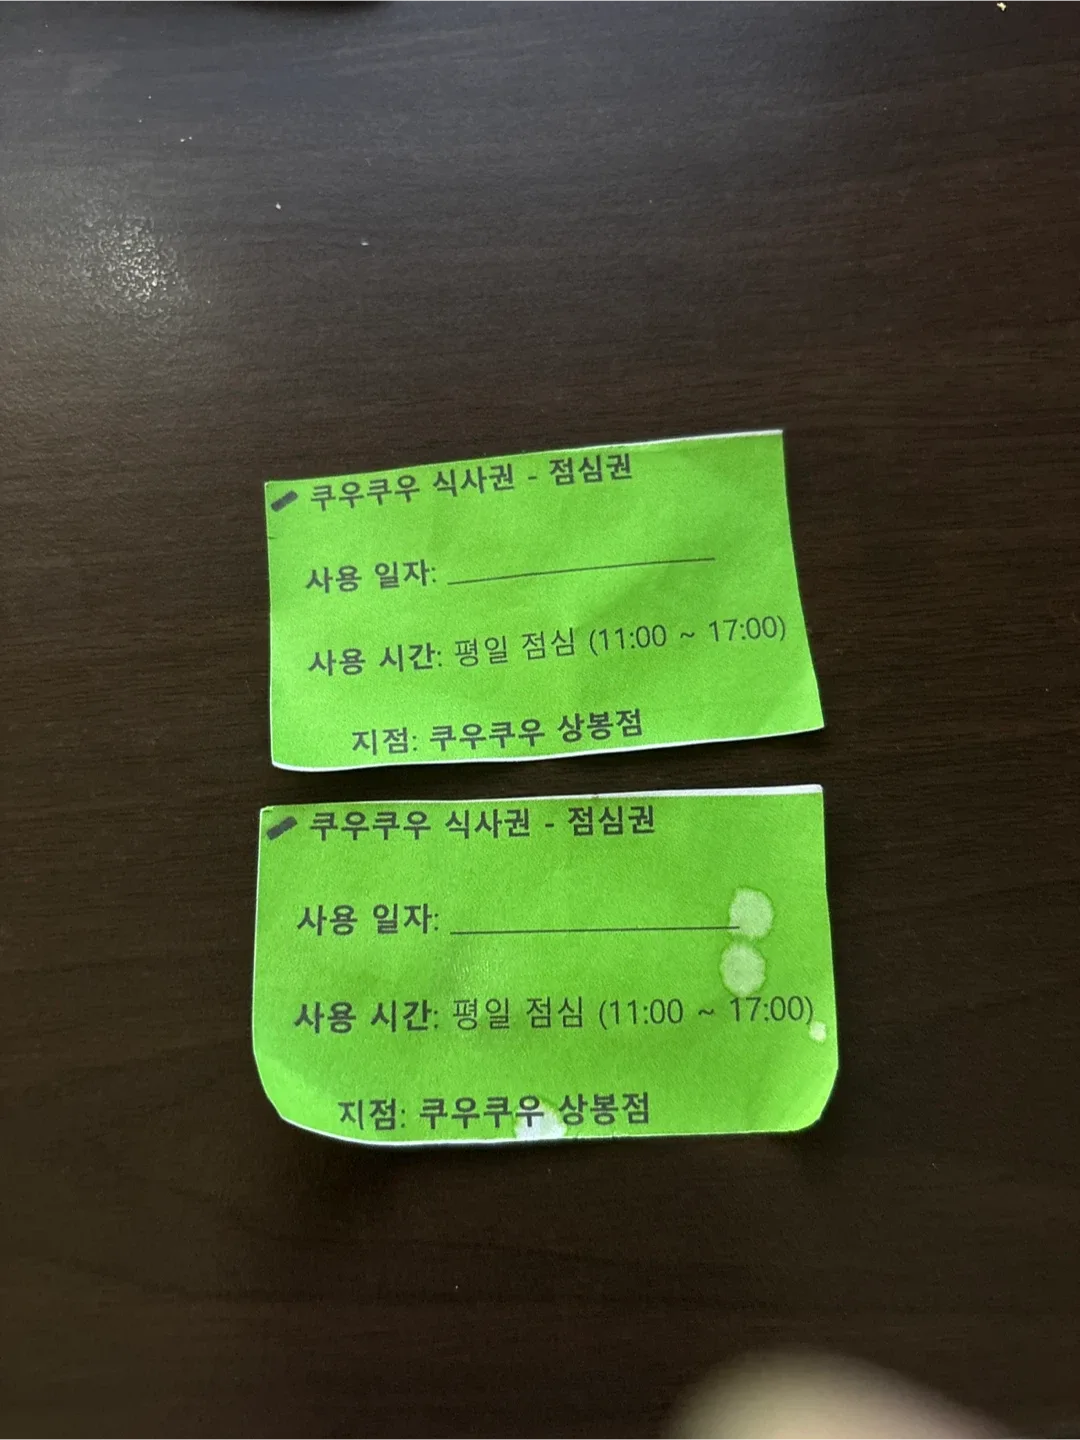 쿠우쿠우 식사권 - 점심권
사용 일자: ____________________
사용 시간: 평일 점심 (11:00 ~ 17:00)
지점: 쿠우쿠우 상봉점
쿠우쿠우 식사권 - 점심권
사용 일자: ____________________
사용 시간: 평일 점심 (11:00 ~ 17:00)
지점: 쿠우쿠우 상봉점